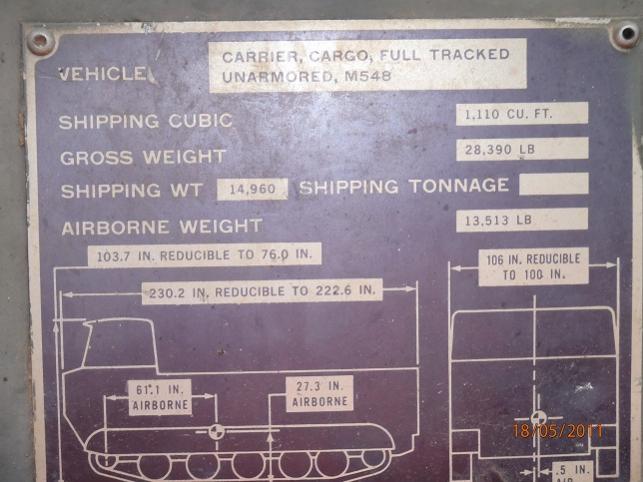 VEHICLE
CARRIER, CARGO, FULL TRACKED
UNARMORED, M548
SHIPPING CUBIC 1,110 CU. FT.
GROSS WEIGHT 28,390 LB
SHIPPING WT 14,960 SHIPPING TONNAGE
AIRBORNE WEIGHT 13,513 LB
103.7 IN. REDUCIBLE TO 76.0 IN.
106 IN. REDUCIBLE
TO 100 IN.
230.2 IN. REDUCIBLE TO 222.6 IN.
61.1 IN.
AIRBORNE
27.3 IN.
AIRBORNE
18/05/2011
.5 IN.